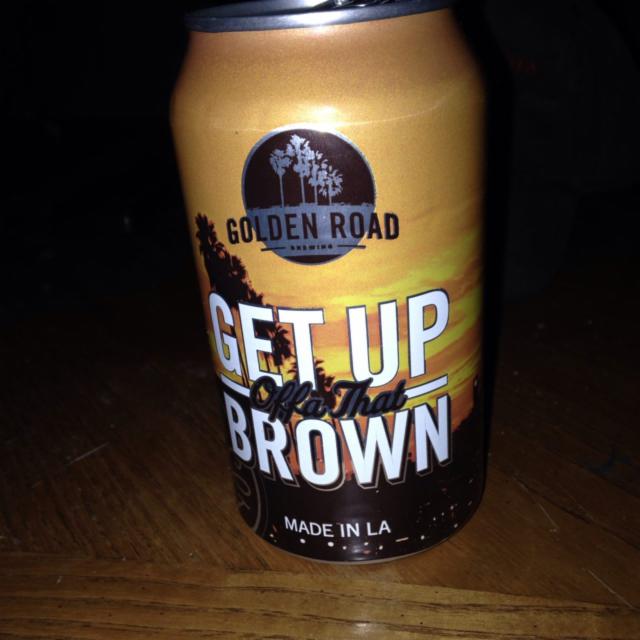 GOLDEN ROAD
BREWING
GET UP
Offa That
BROWN
MADE IN LA